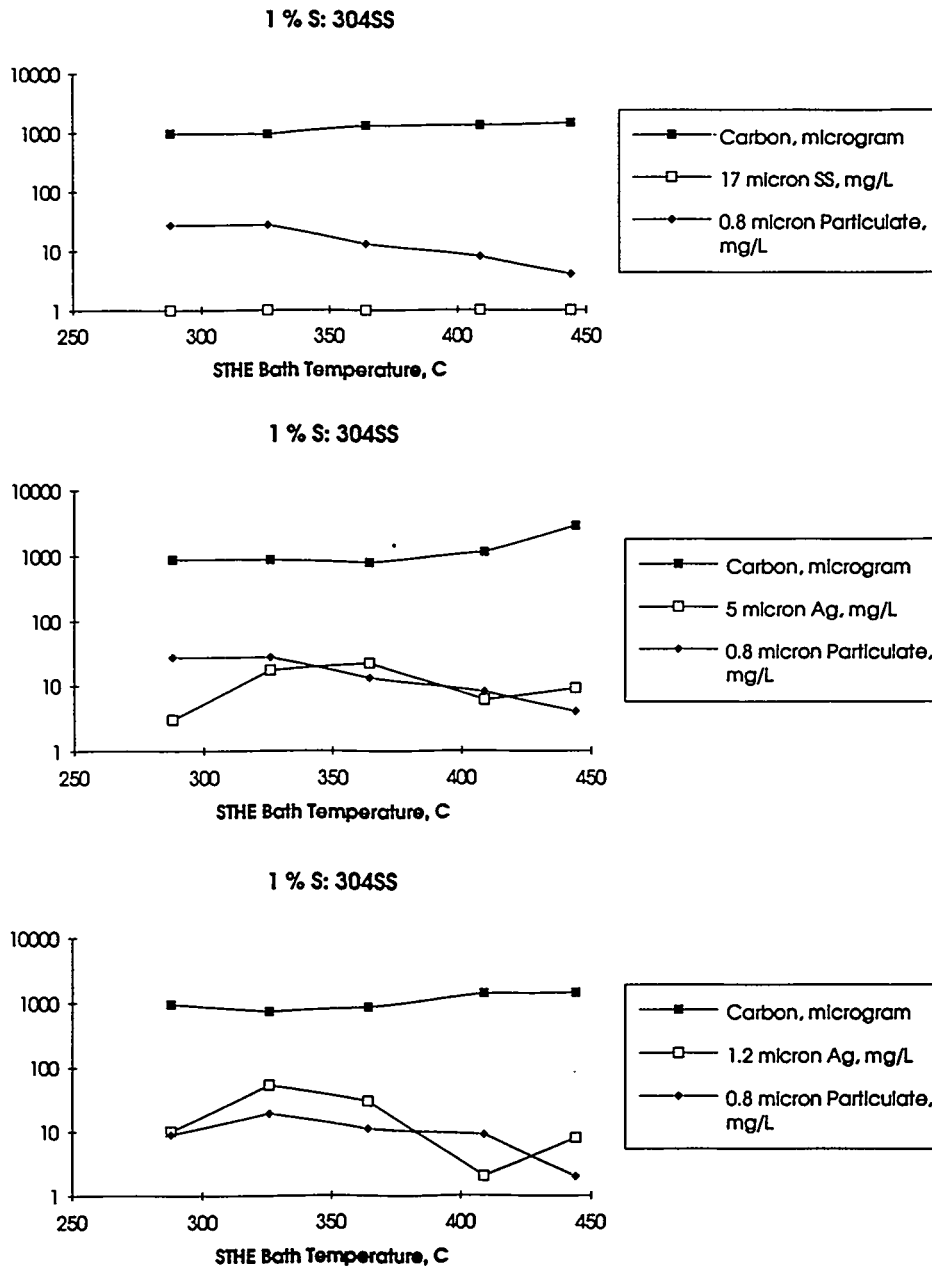 1 % S: 304SS
10000
1000
100
10
1
250
300
350
400
450
STHE Bath Temperature, C
Carbon, microgram
17 micron SS, mg/L
0.8 micron Particulate,
mg/L
1 % S: 304SS
10000
1000
100
10
1
250
300
350
400
450
STHE Bath Temperature, C
Carbon, microgram
5 micron Ag, mg/L
0.8 micron Particulate,
mg/L
1 % S: 304SS
10000
1000
100
10
1
250
300
350
400
450
STHE Bath Temperature, C
Carbon, microgram
1.2 micron Ag, mg/L
0.8 micron Particulate,
mg/L